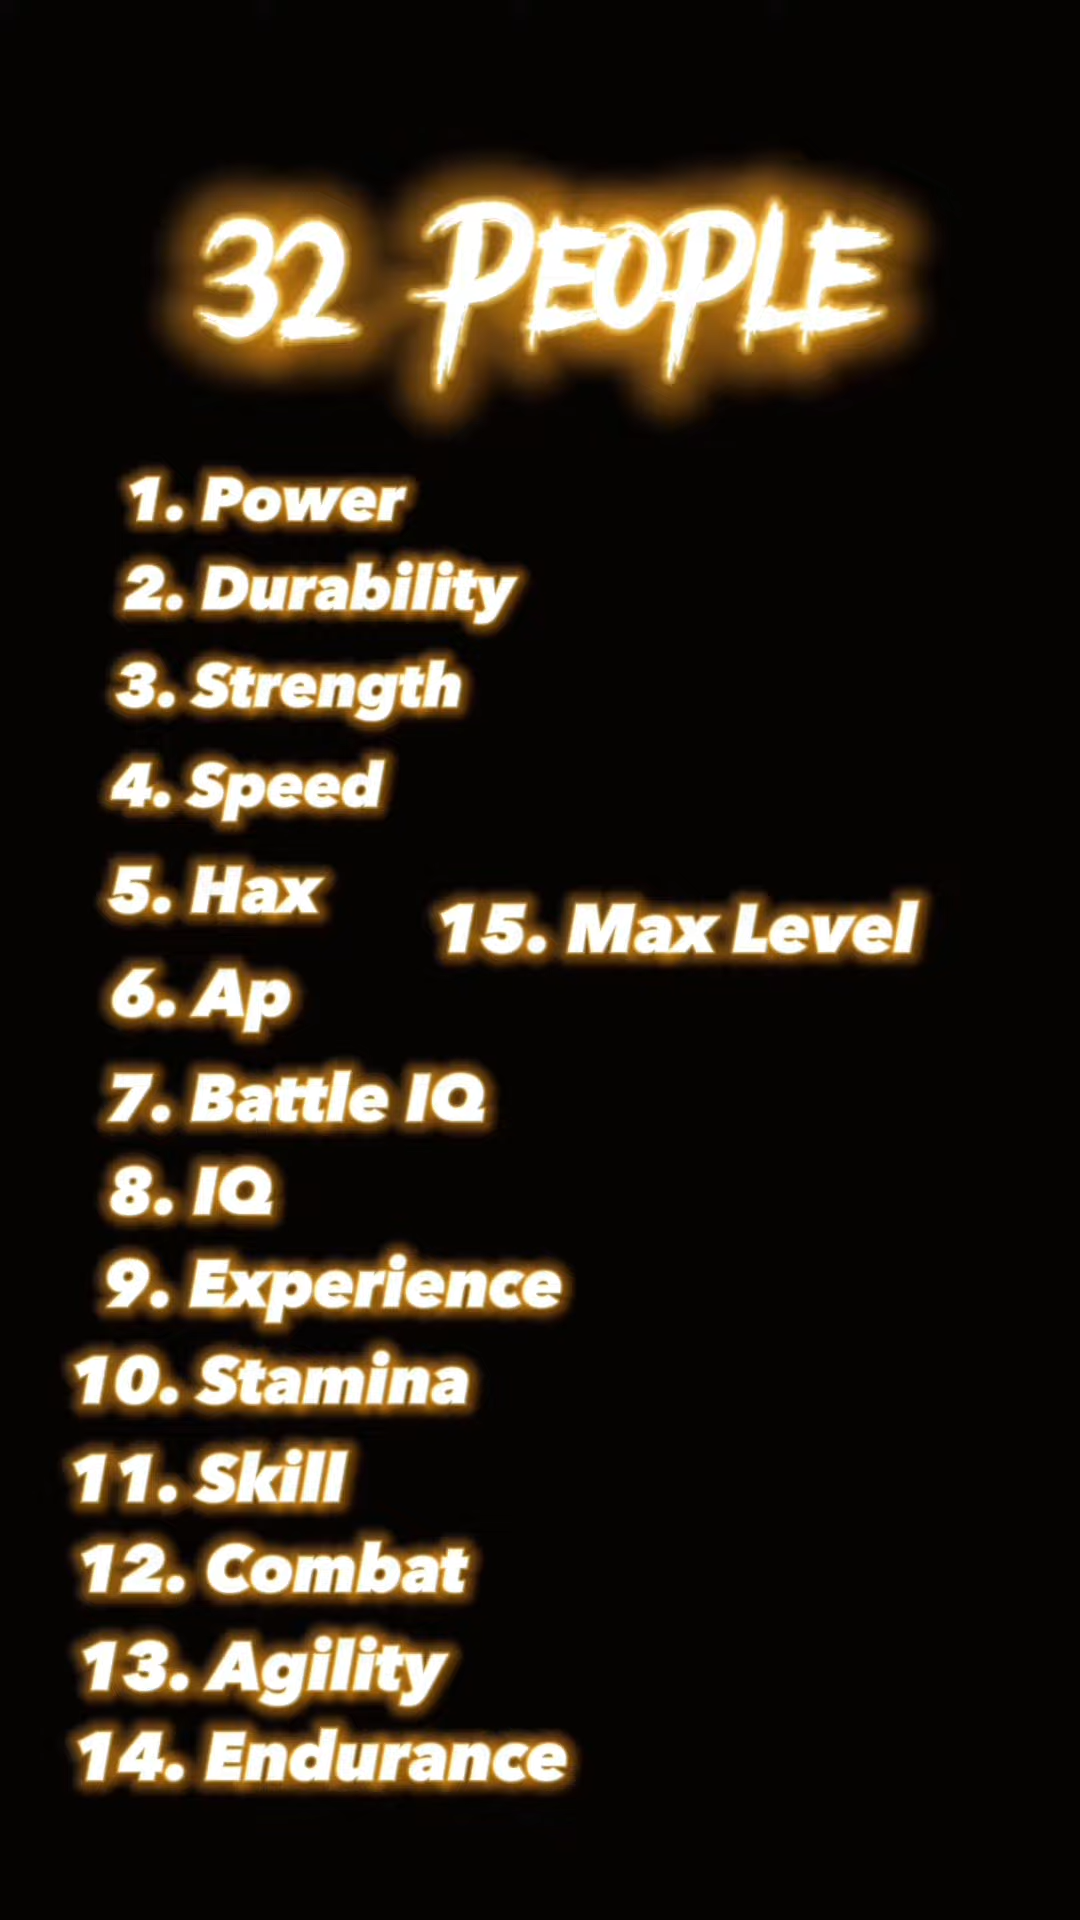 32 PEOPLE
1. Power
2. Durability
3. Strength
4. Speed
5. Hax
6. Ap
7. Battle IQ
8. IQ
9. Experience
10. Stamina
11. Skill
12. Combat
13. Agility
14. Endurance
15. Max Level